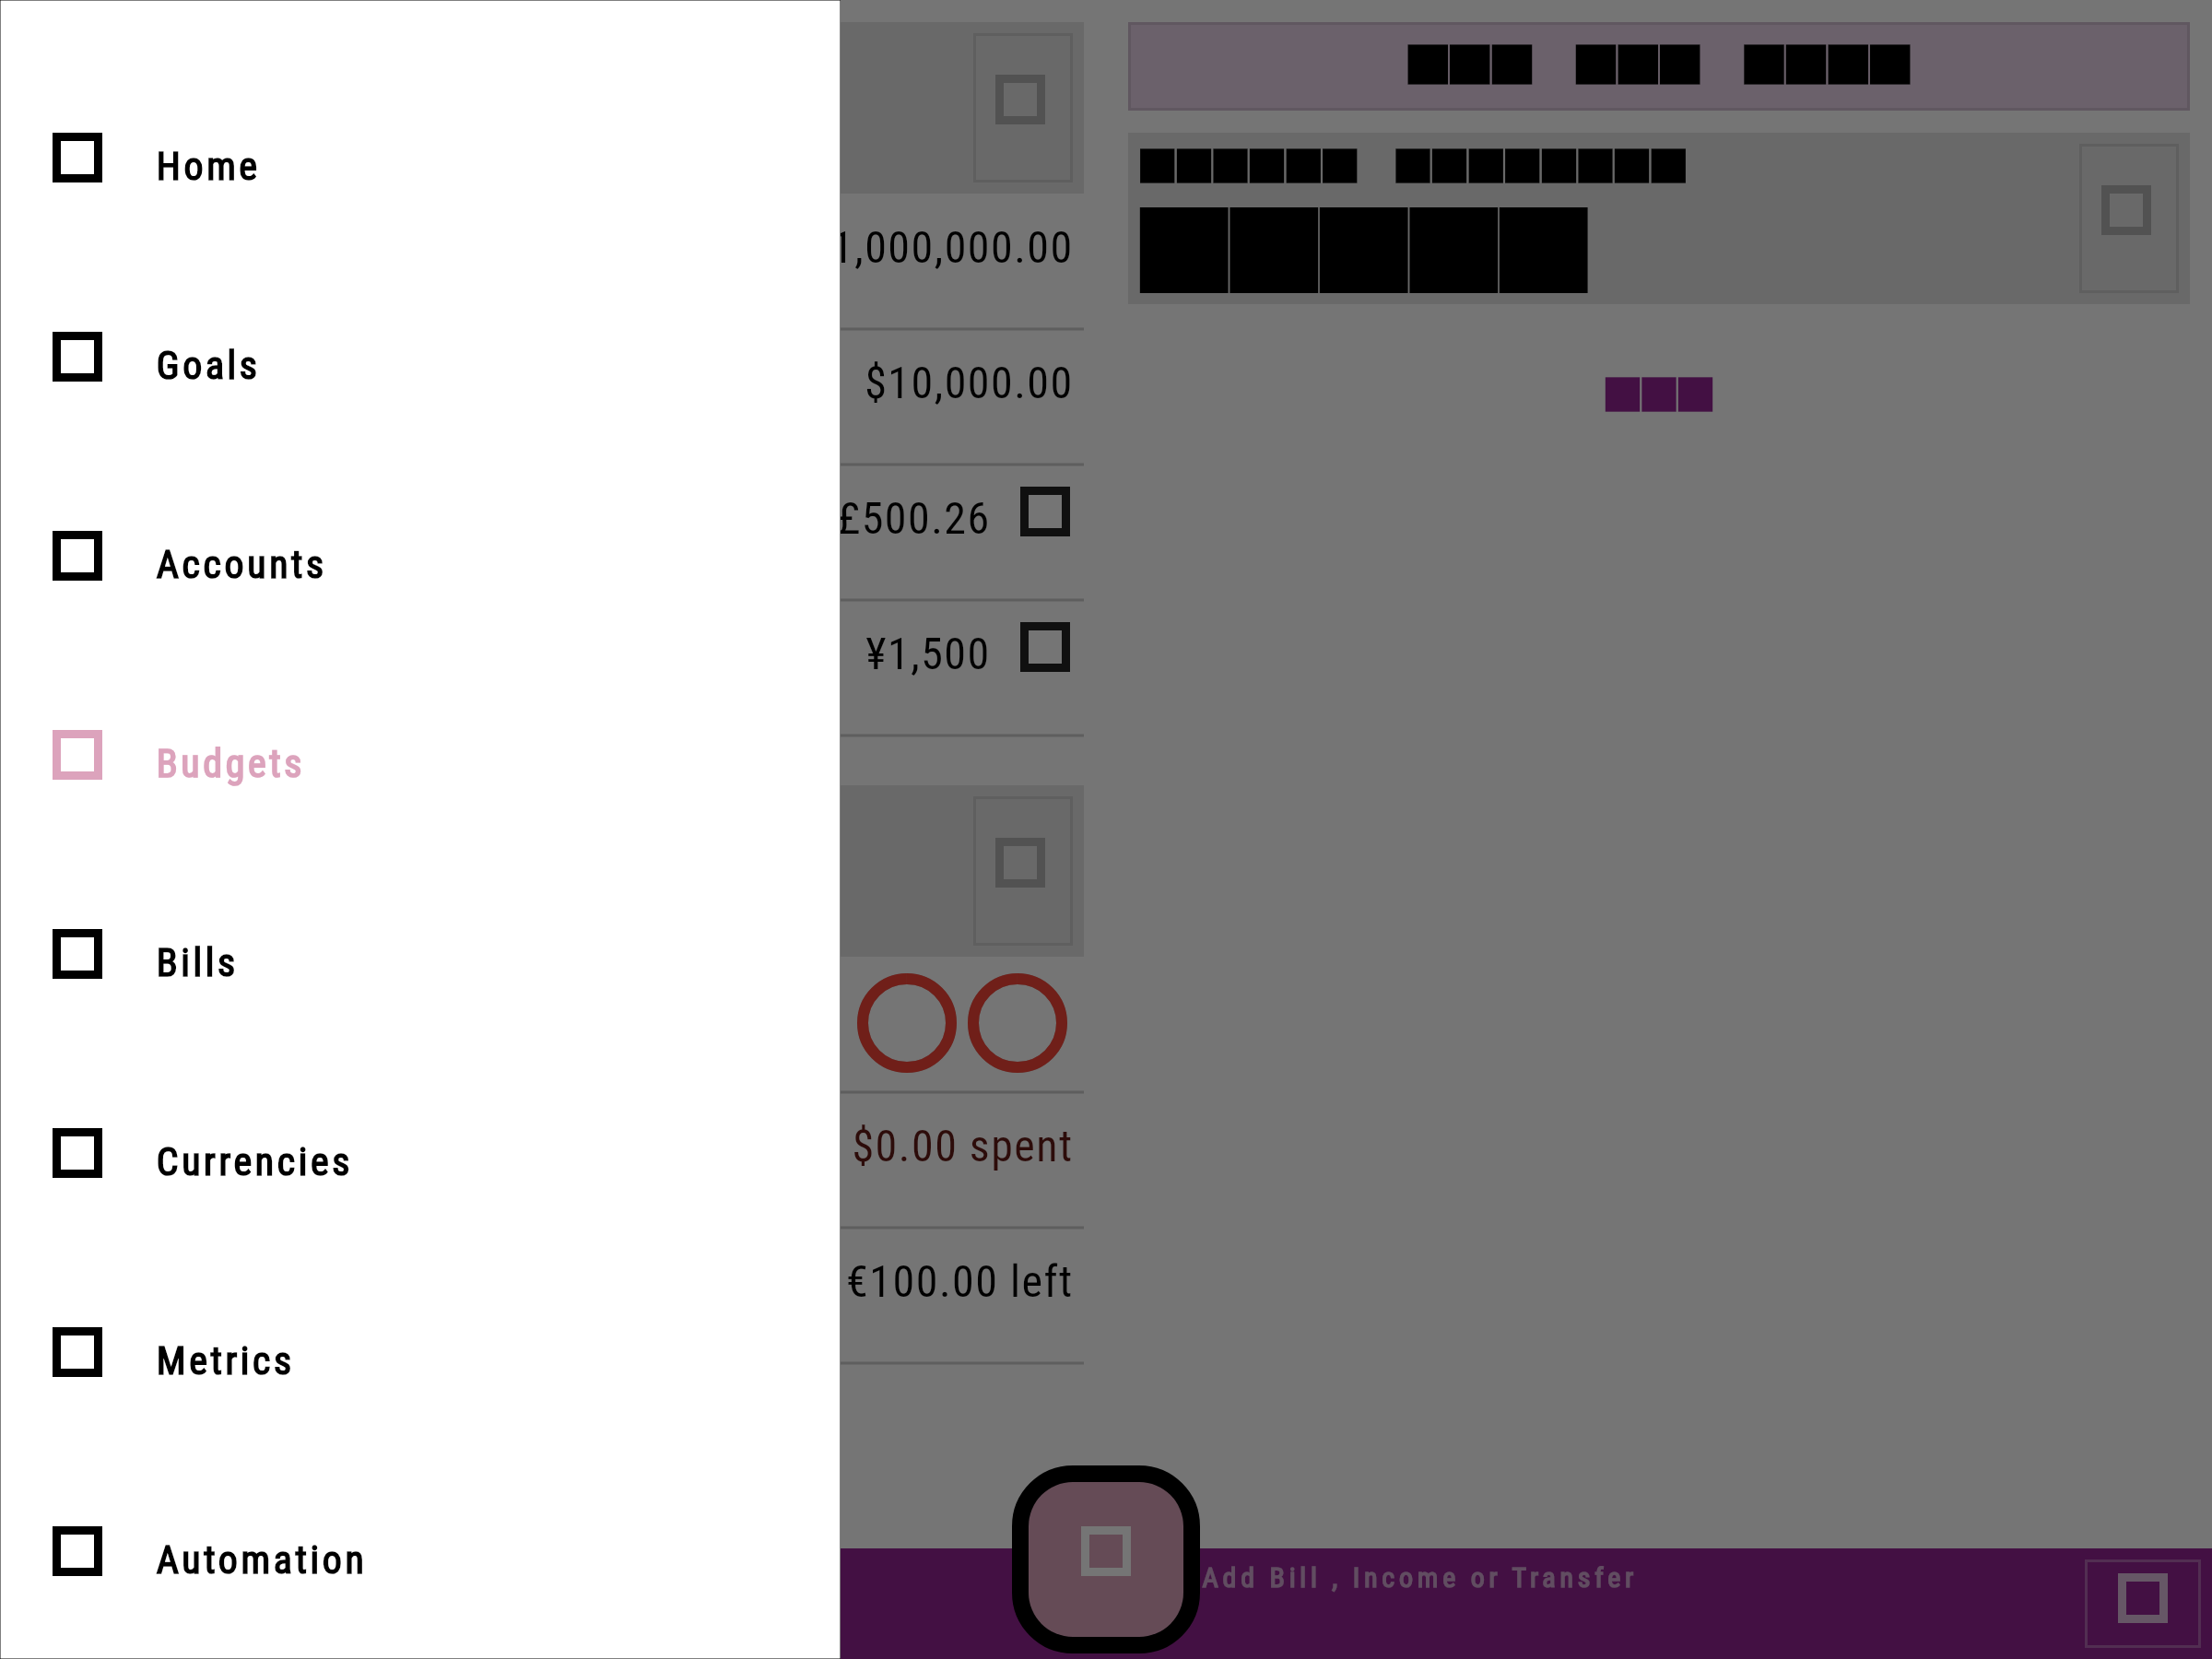 Home
Goals
Accounts
Budgets
Bills
Currencies
Metrics
Automation
1,000,000.00
$10,000.00
£500.26
¥1,500
$0.00 spent
€100.00 left
Add Bill , Income or Transfer